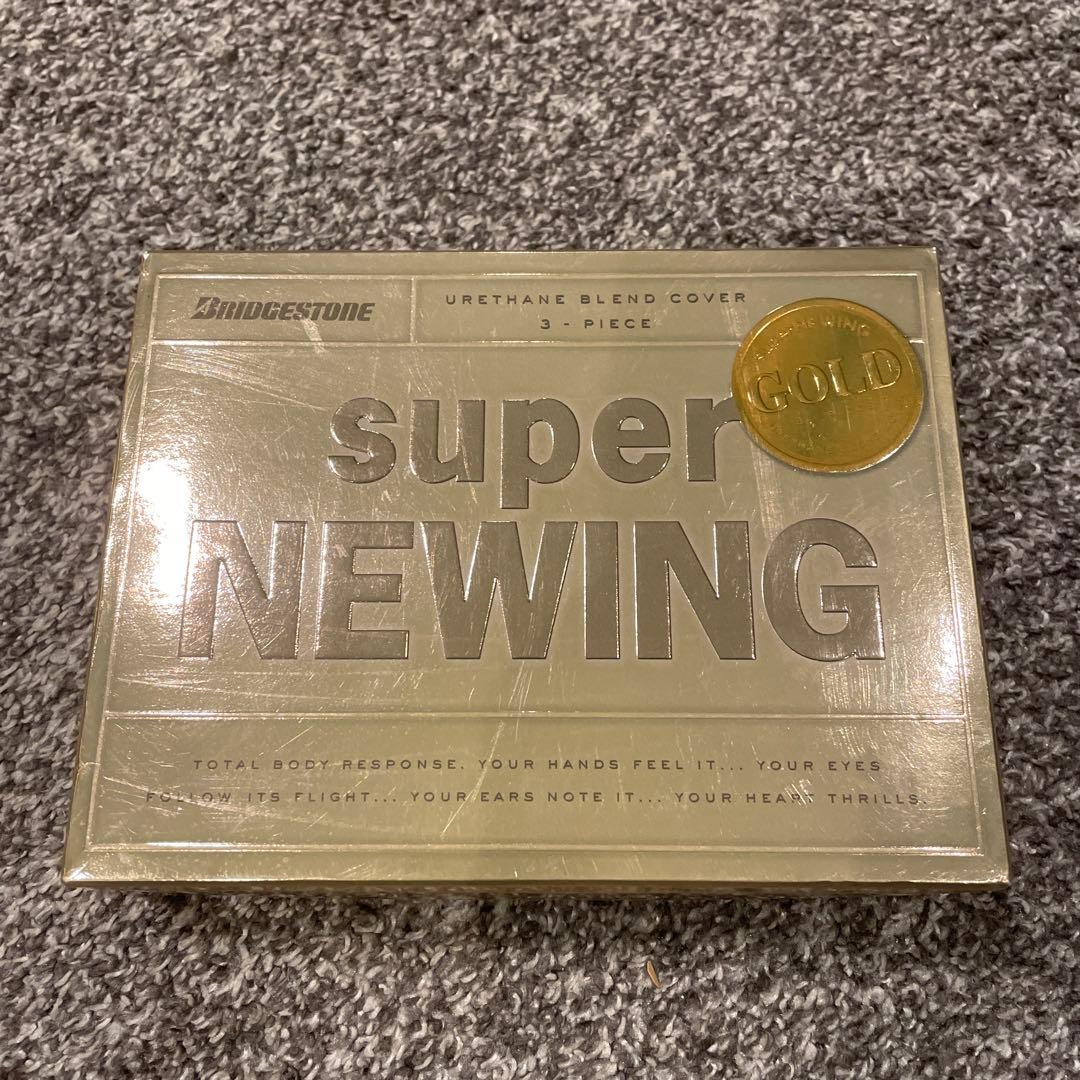 BRIDGESTONE
URETHANE BLEND COVER
3 - PIECE
NEWING
GOLD
super
NEWING
TOTAL BODY RESPONSE. YOUR HANDS FEEL IT... YOUR EYES
FOLLOW ITS FLIGHT... YOUR EARS NOTE IT... YOUR HEART THRILLS.